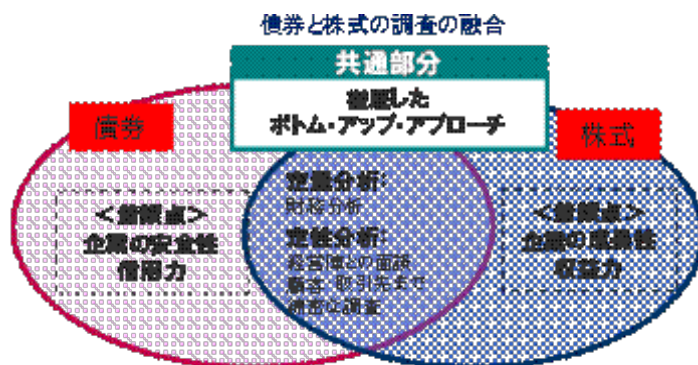 債券と株式の調査の融合
共通部分
徹底した
ボトム・アップ・アプローチ
債券
株式
定量分析:
財務分析
定性分析:
経営陣との面談
顧客・取引先まで
綿密な調査
<着眼点>
企業の安全性
信用力
<着眼点>
企業の成長性
収益力